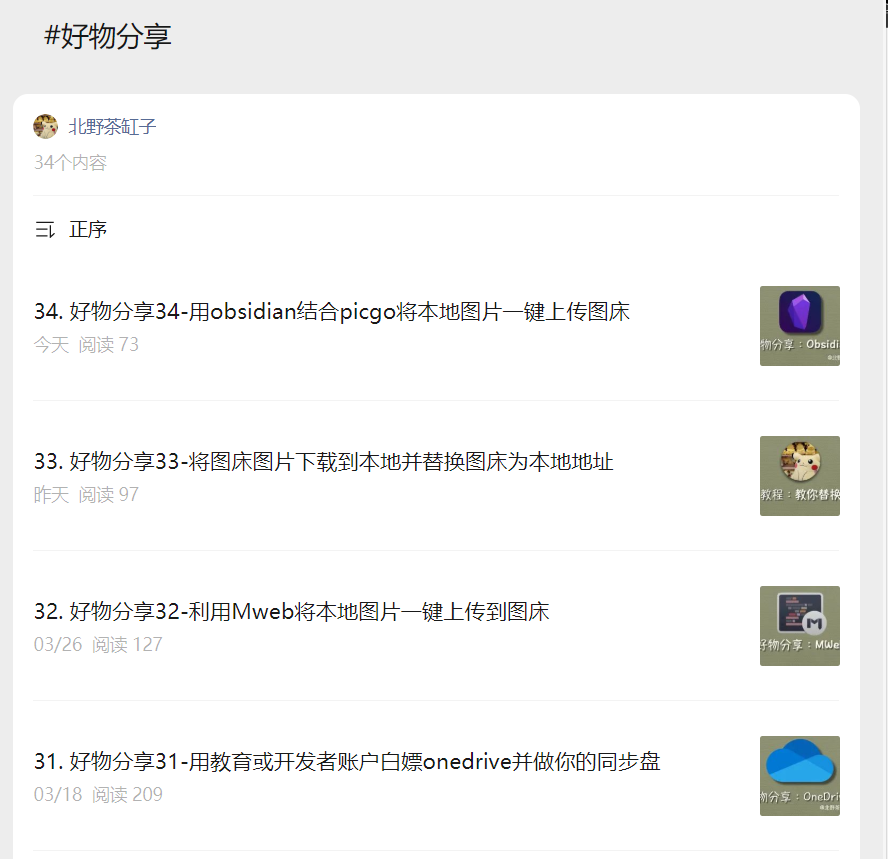 #好物分享
北野茶缸子
34个内容
正序
34. 好物分享34-用obsidian结合picgo将本地图片一键上传图床
今天 阅读 73
物分享：Obsidi
33. 好物分享33-将图床图片下载到本地并替换图床为本地地址
昨天 阅读 97
教程：教你替换
32. 好物分享32-利用Mweb将本地图片一键上传到图床
03/26 阅读 127
好物分享：MWe
31. 好物分享31-用教育或开发者账户白嫖onedrive并做你的同步盘
03/18 阅读 209
物分享：OneDri